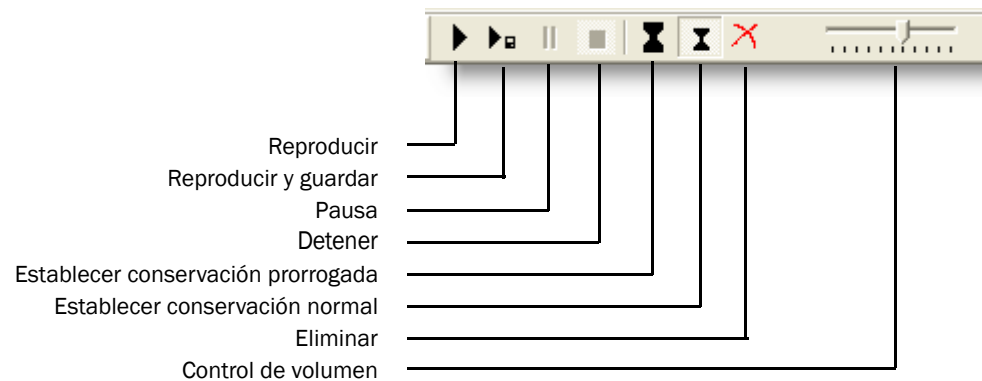 Reproducir
Reproducir y guardar
Pausa
Detener
Establecer conservación prorrogada
Establecer conservación normal
Eliminar
Control de volumen